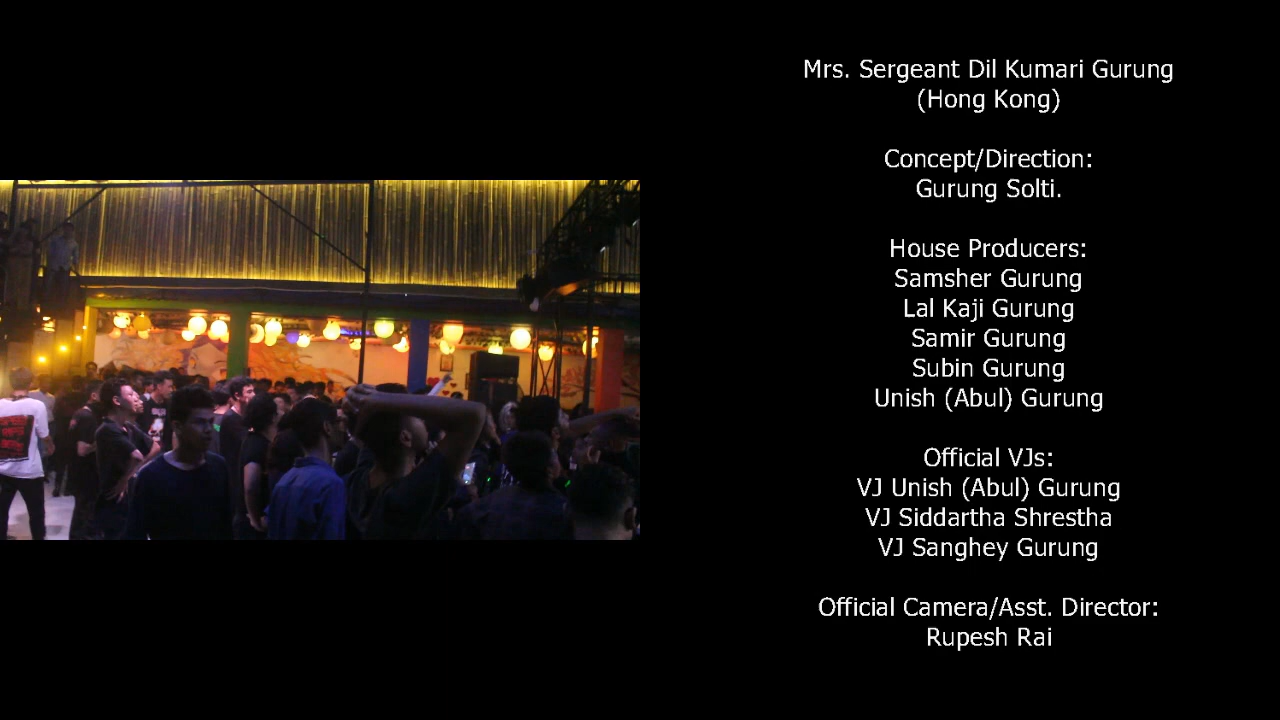 Mrs. Sergeant Dil Kumari Gurung
(Hong Kong)
Concept/Direction:
Gurung Solti.
House Producers:
Samsher Gurung
Lal Kaji Gurung
Samir Gurung
Subin Gurung
Unish (Abul) Gurung
Official VJs:
VJ Unish (Abul) Gurung
VJ Siddartha Shrestha
VJ Sanghey Gurung
Official Camera/Asst. Director:
Rupesh Rai